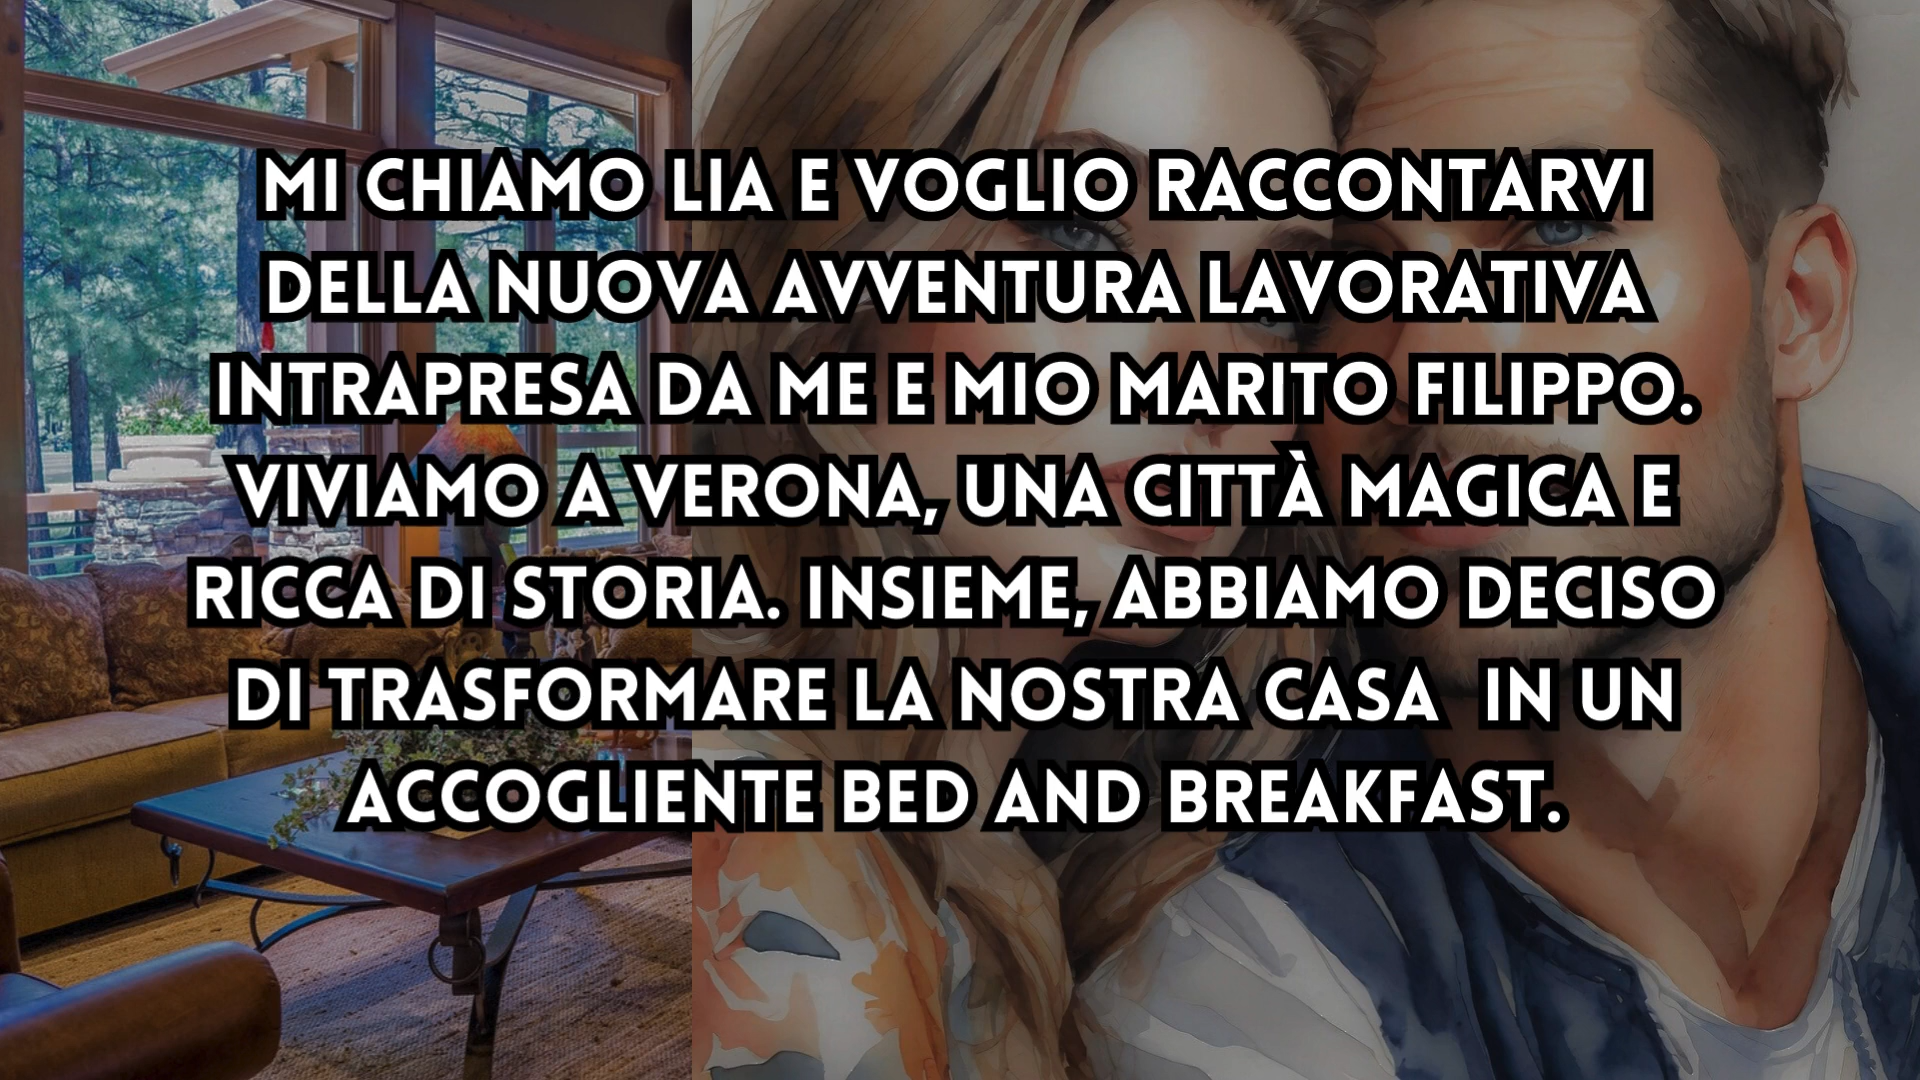 MI CHIAMO LIA E VOGLIO RACCONTARVI
DELLA NUOVA AVVENTURA LAVORATIVA
INTRAPRESA DA ME E MIO MARITO FILIPPO.
VIVIAMO A VERONA, UNA CITTÀ MAGICA E
RICCA DI STORIA. INSIEME, ABBIAMO DECISO
DI TRASFORMARE LA NOSTRA CASA  IN UN
ACCOGLIENTE BED AND BREAKFAST.